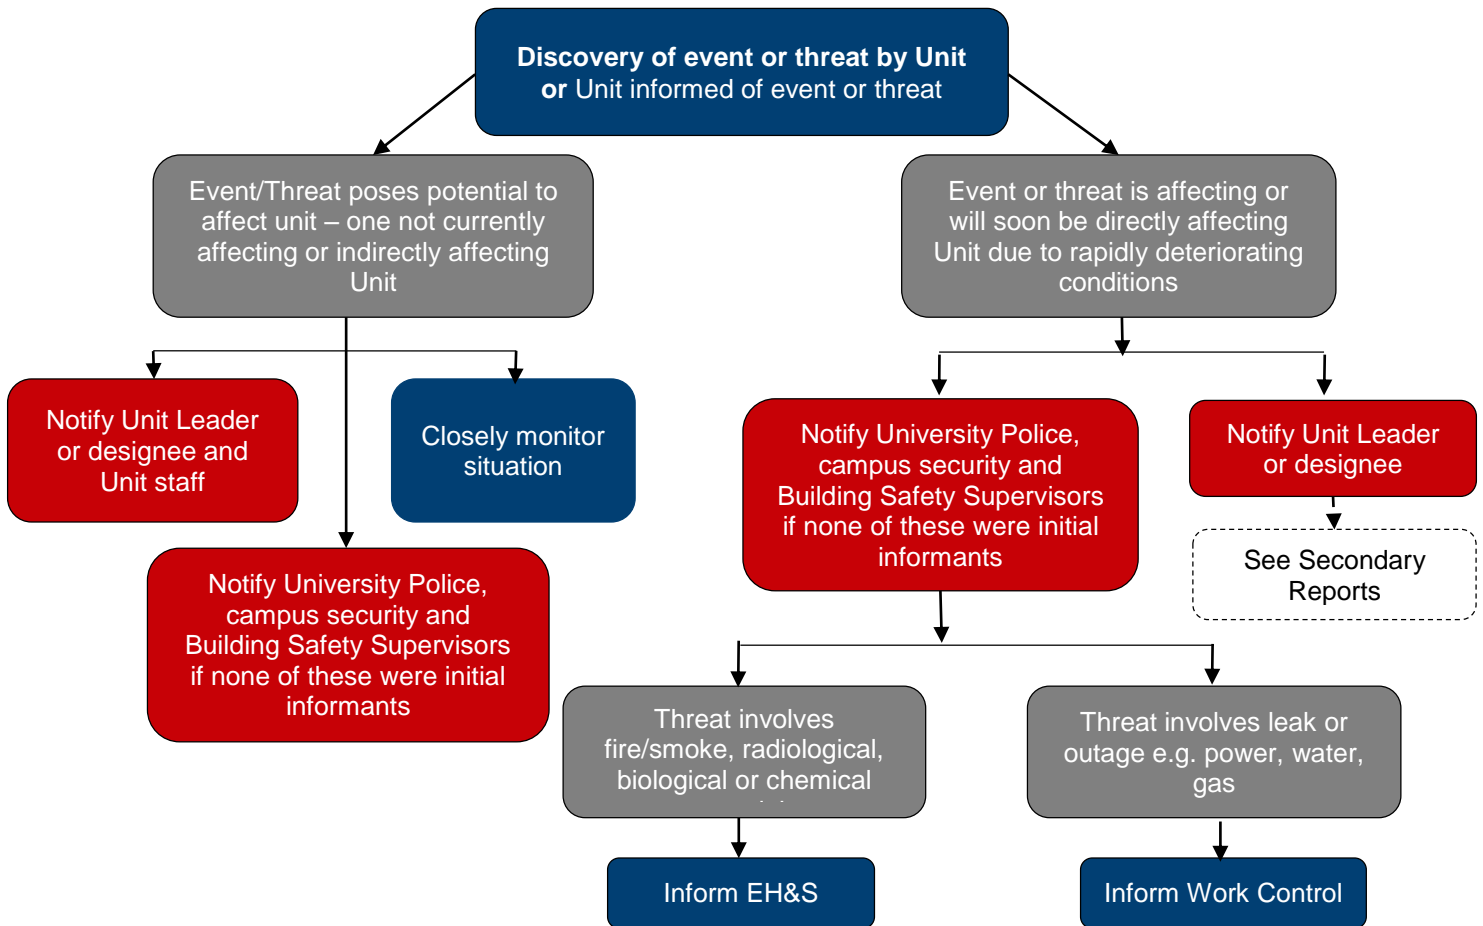 Discovery of event or threat by Unit
or Unit informed of event or threat
Event/Threat poses potential to
affect unit – one not currently
affecting or indirectly affecting
Unit
Event or threat is affecting or
will soon be directly affecting
Unit due to rapidly deteriorating
conditions
Notify Unit Leader
or designee and
Unit staff
Closely monitor
situation
Notify University Police,
campus security and
Building Safety Supervisors
if none of these were initial
informants
Notify Unit Leader
or designee
See Secondary
Reports
Notify University Police,
campus security and
Building Safety Supervisors
if none of these were initial
informants
Threat involves
fire/smoke, radiological,
biological or chemical
Threat involves leak or
outage e.g. power, water,
gas
Inform EH&S
Inform Work Control